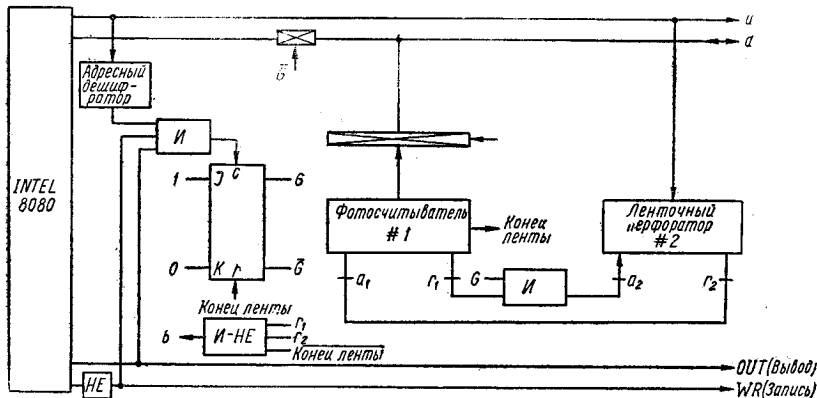 u
d
G̅
Адресный
дешиф-
ратор
И
INTEL
8080
1
J
C
G
0
K
r
G̅
Фотосчитыватель
#1
Конец
ленты
Ленточный
перфоратор
#2
a₁
r₁
G
И
a₂
r₂
Конец ленты
b
И-НЕ
r₁
r₂
Конец ленты
НЕ
OUT(Вывод)
WR(Запись)